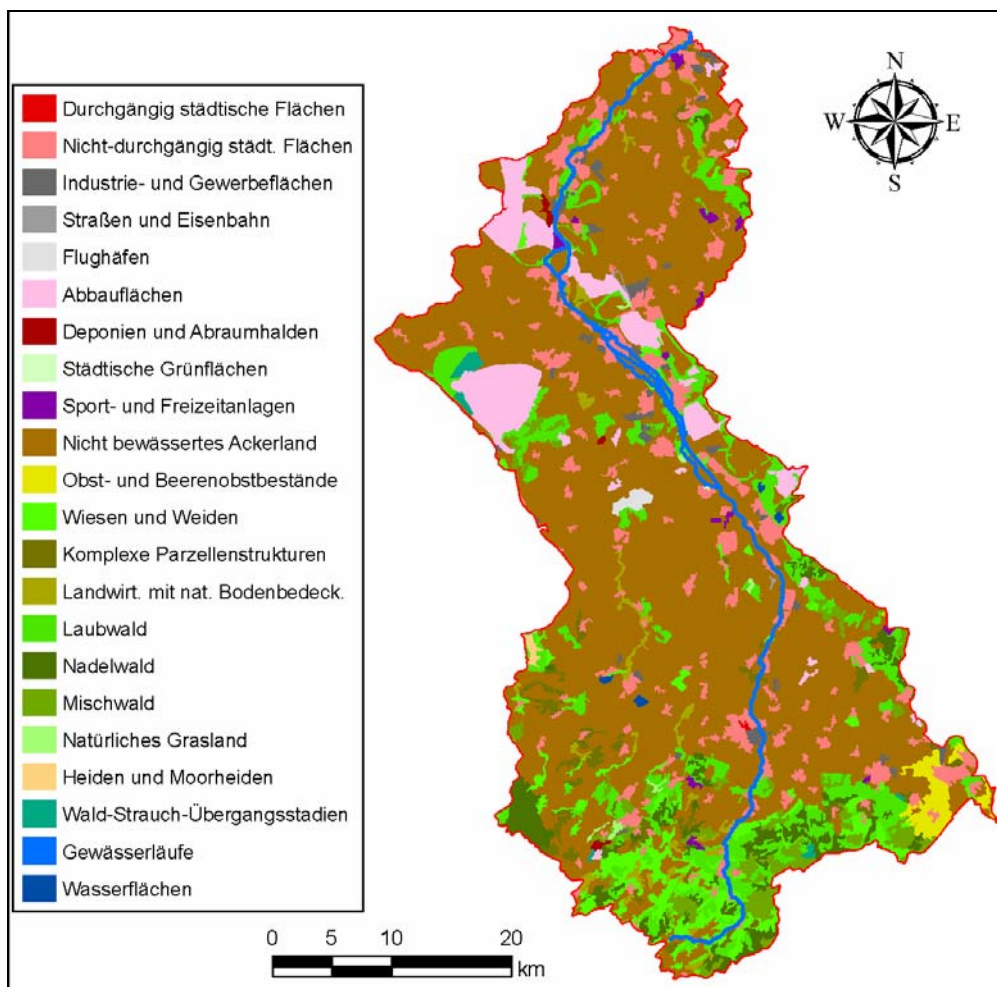 Durchgängig städtische Flächen
Nicht-durchgängig städt. Flächen
Industrie- und Gewerbeflächen
Straßen und Eisenbahn
Flughäfen
Abbauflächen
Deponien und Abraumhalden
Städtische Grünflächen
Sport- und Freizeitanlagen
Nicht bewässertes Ackerland
Obst- und Beerenobstbestände
Wiesen und Weiden
Komplexe Parzellenstrukturen
Landwirt. mit nat. Bodenbedeck.
Laubwald
Nadelwald
Mischwald
Natürliches Grasland
Heiden und Moorheiden
Wald-Strauch-Übergangsstadien
Gewässerläufe
Wasserflächen
N
W E
S
0 5 10 20
km